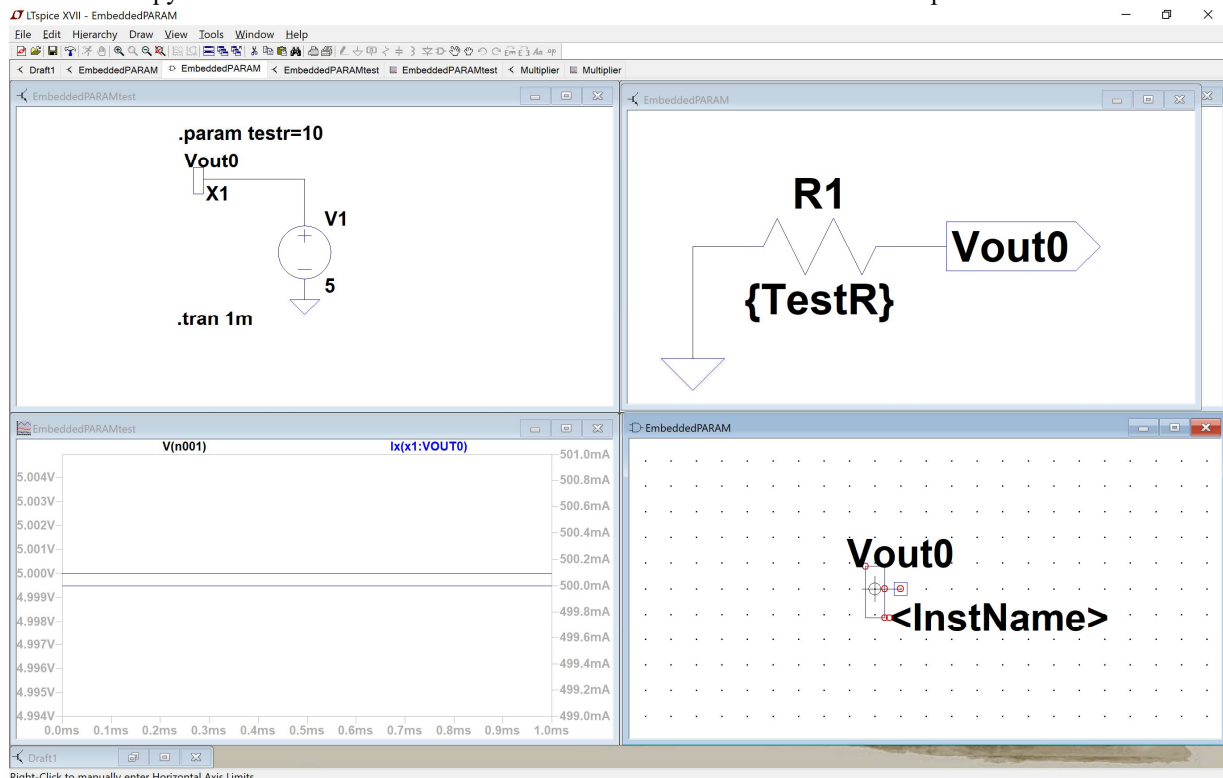 LTspice XVII - EmbeddedPARAM
File Edit Hierarchy Draw View Tools Window Help
Draft1 EmbeddedPARAM EmbeddedPARAM EmbeddedPARAMtest EmbeddedPARAMtest Multiplier Multiplier
EmbeddedPARAMtest
.param testr=10
Vout0
X1
V1
5
.tran 1m
EmbeddedPARAM
R1
Vout0
{TestR}
EmbeddedPARAMtest
V(n001) Ix(x1:VOUT0)
501.0mA
5.004V 500.8mA
5.003V 500.6mA
5.002V 500.4mA
5.001V 500.2mA
5.000V 500.0mA
4.999V 499.8mA
4.998V 499.6mA
4.997V 499.4mA
4.996V 499.2mA
4.995V 499.0mA
4.994V
0.0ms 0.1ms 0.2ms 0.3ms 0.4ms 0.5ms 0.6ms 0.7ms 0.8ms 0.9ms 1.0ms
EmbeddedPARAM
Vout0
<InstName>
Draft1
Right-Click to manually enter Horizontal Axis Limits